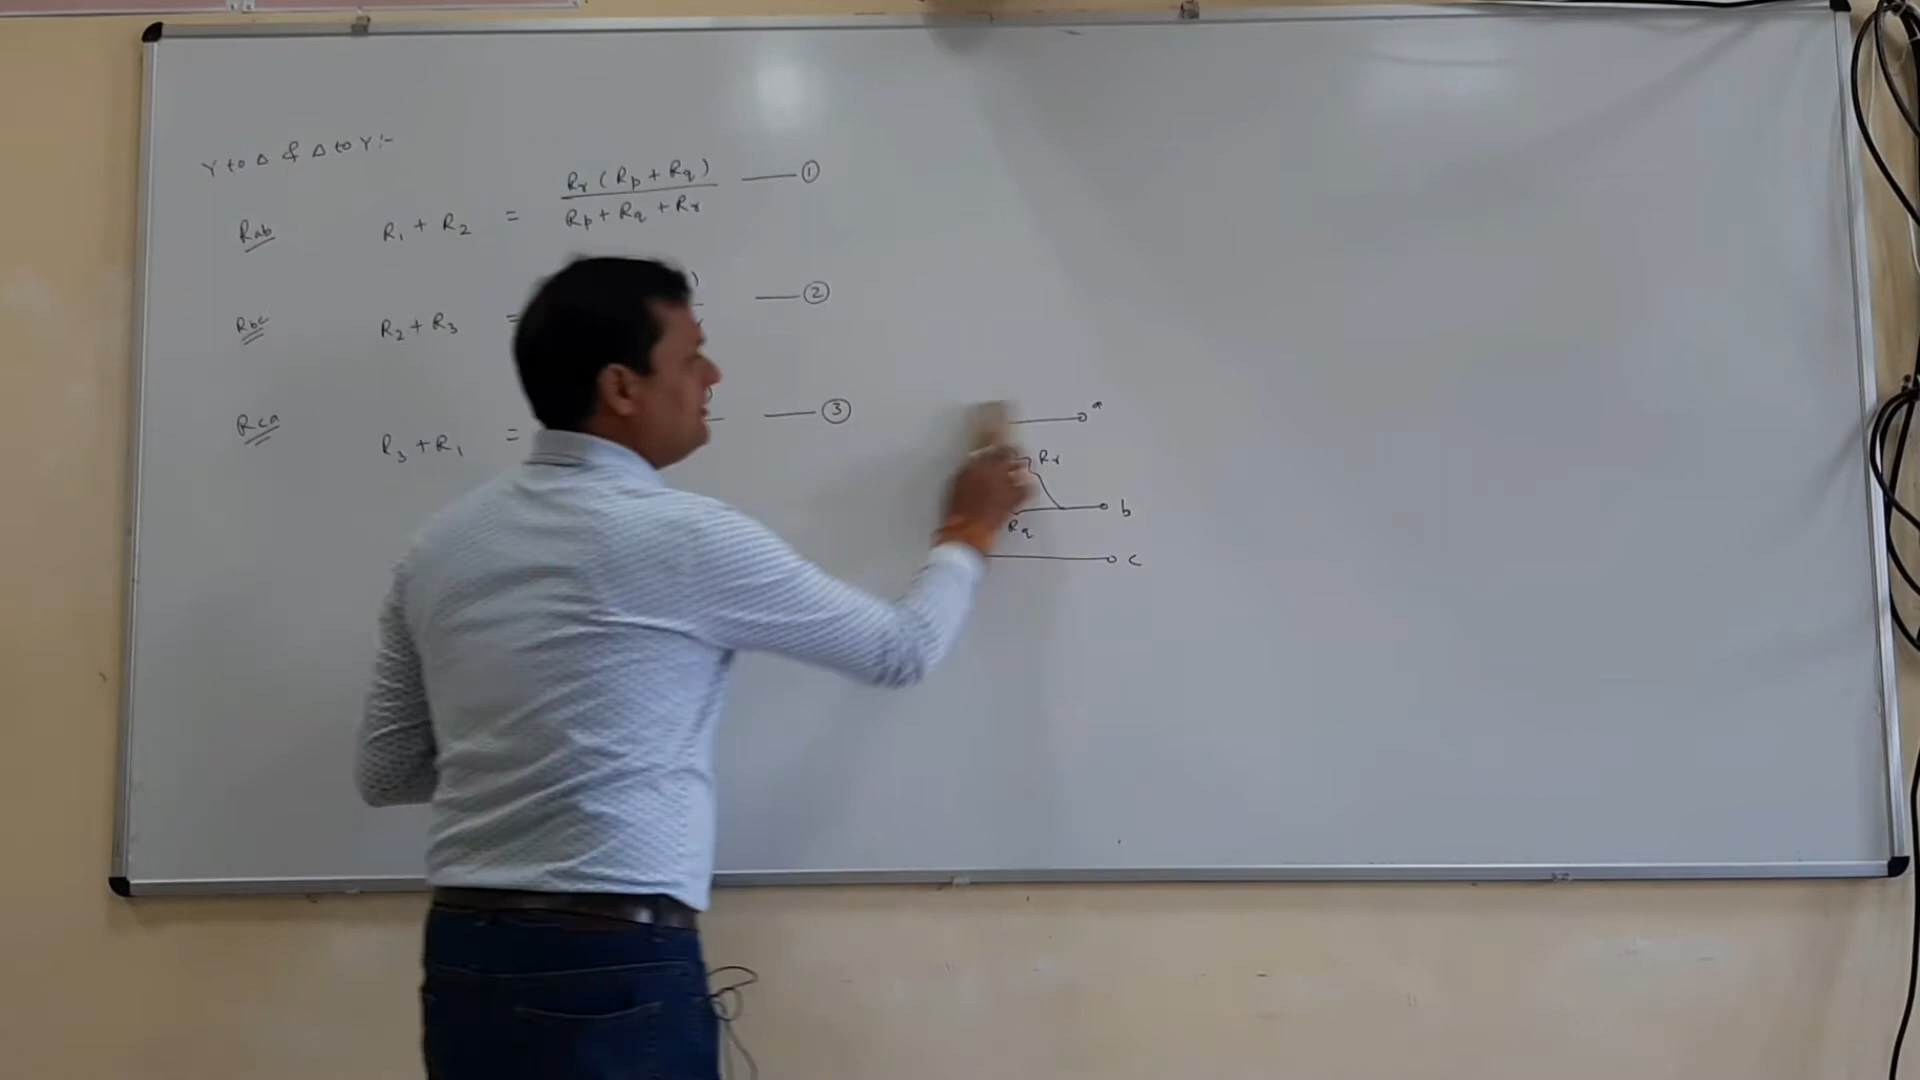 Y to Δ & Δ to Y :-
Rab R₁ + R₂ = Rr (Rp + Rq) / Rp + Rq + Rr —— ①
Rbc R₂ + R₃ = ) —— ②
Rca R₃ + R₁ = —— ③
a
Rr
b
Rq
c